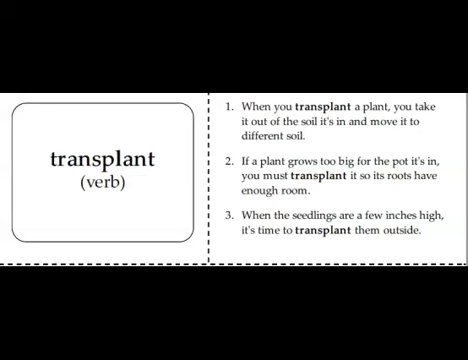 transplant
(verb)
1. When you transplant a plant, you take
it out of the soil it's in and move it to
different soil.
2. If a plant grows too big for the pot it's in,
you must transplant it so its roots have
enough room.
3. When the seedlings are a few inches high,
it's time to transplant them outside.